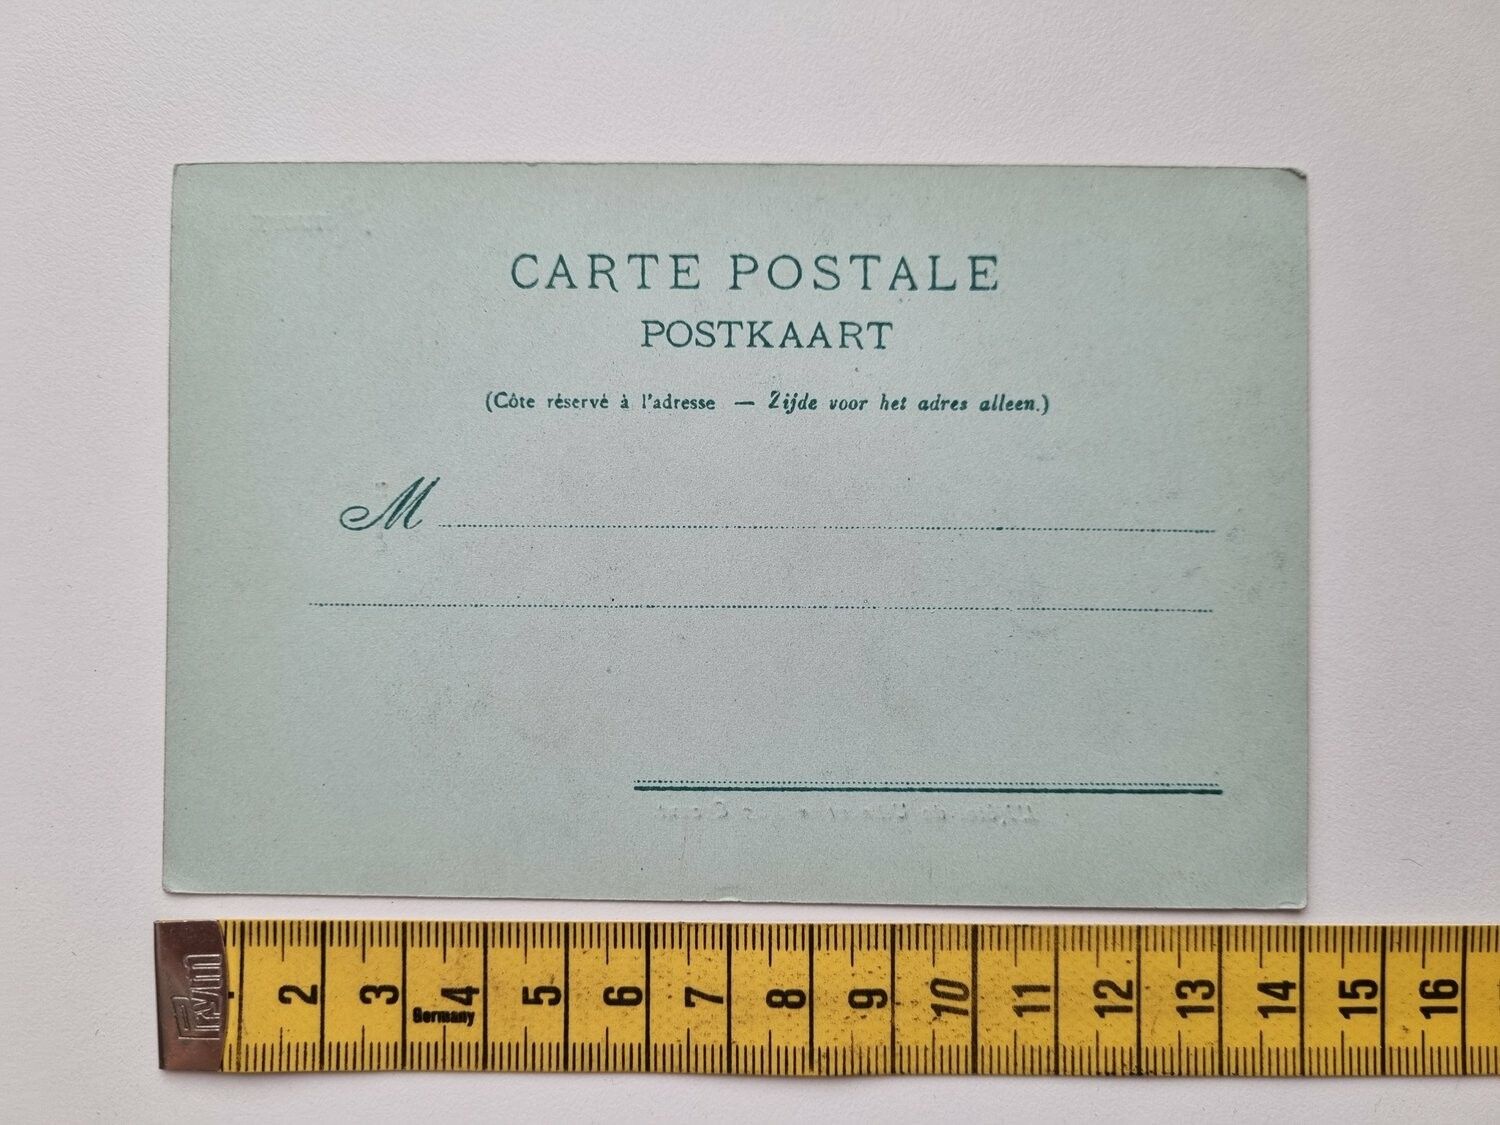 CARTE POSTALE
POSTKAART
(Côte réservé à l'adresse — Zijde voor het adres alleen.)
M
Prym
2 3 4 5 6 7 8 9 10 11 12 13 14 15 16
Germany